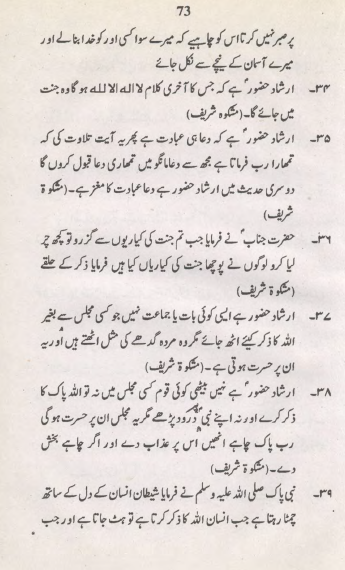 73
پر صبر نہیں کرتا اس کو چاہیے کہ میرے سوا کسی اور کو خدا بنالے اور
میرے آسمان کے نیچے سے نکل جائے
۳۴۔ ارشاد حضورؐ ہے کہ جس کا آخری کلام لا الہ الا للہ ہو گا وہ جنت
میں جائے گا۔ (مشکوہ شریف)
۳۵۔ ارشاد حضورؐ ہے کہ دعا ہی عبادت ہے پھر یہ آیت تلاوت کی کہ
تمھارا رب فرماتا ہے مجھ سے دعا مانگو میں تمھاری دعا قبول کروں گا
دوسری حدیث میں ارشاد حضور ہے دعا عبادت کا مغز ہے۔ (مشکوۃ
شریف)
۳۶۔ حضرت جنابؐ نے فرمایا جب تم جنت کی کیاریوں سے گزرو تو کچھ چر
لیا کرو لوگوں نے پوچھا جنت کی کیاریاں کیا ہیں فرمایا ذکر کے حلقے
(مشکوۃ شریف)
۳۷۔ ارشاد حضور ہے ایسی کوئی بات یا جماعت نہیں جو کسی مجلس سے بغیر
اللہ کا ذکر کیئے اٹھ جائے مگر وہ مردہ گدھے کی مثل اٹھتے ہیں اور یہ
ان پر حسرت ہوتی ہے۔ (مشکوۃ شریف)
۳۸۔ ارشاد حضورؐ ہے نہیں بیٹھی کوئی قوم کسی مجلس میں نہ تو اللہ پاک کا
ذکر کرے اور نہ اپنے نبی پر درود پڑھے مگر یہ مجلس ان پر حسرت ہو گی
رب پاک چاہے انھیں اس پر عذاب دے اور اگر چاہے بخش
دے۔ (مشکوۃ شریف)
۳۹۔ نبی پاک صلی اللہ علیہ وسلم نے فرمایا شیطان انسان کے دل کے ساتھ
چمٹا رہتا ہے جب انسان اللہ کا ذکر کرتا ہے تو ہٹ جاتا ہے اور جب